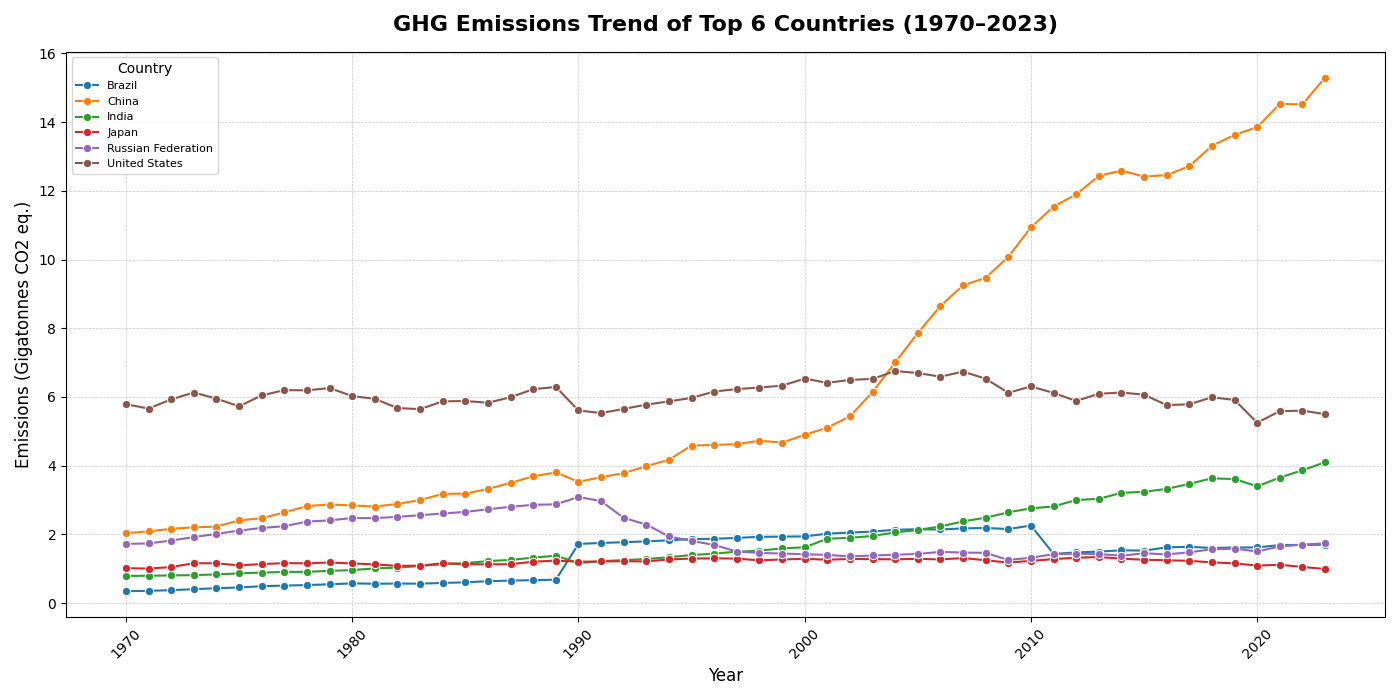 GHG Emissions Trend of Top 6 Countries (1970–2023)
Emissions (Gigatonnes CO2 eq.)
16
14
12
10
8
6
4
2
0
Country
Brazil
China
India
Japan
Russian Federation
United States
1970
1980
1990
2000
2010
2020
Year